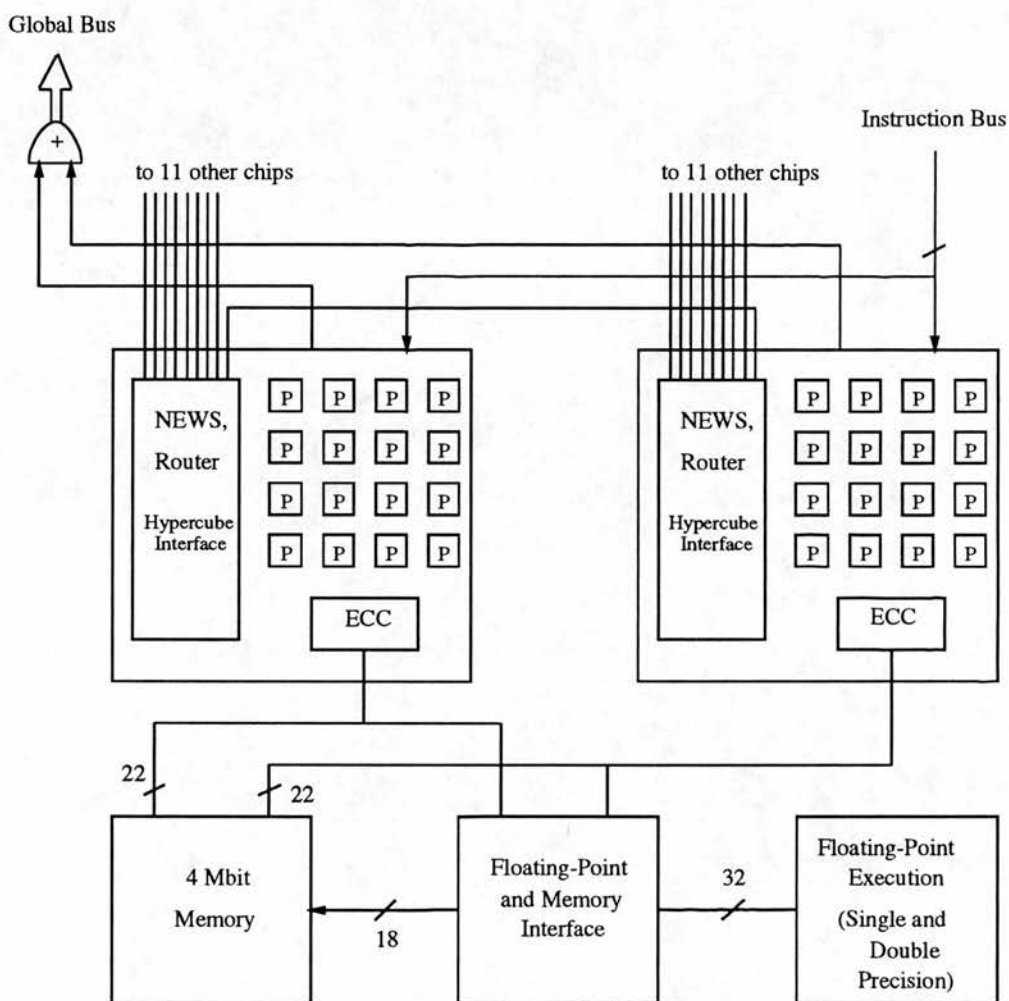 Global Bus
+
Instruction Bus
to 11 other chips
to 11 other chips
NEWS,
Router
Hypercube
Interface
P P P P
P P P P
P P P P
P P P P
ECC
NEWS,
Router
Hypercube
Interface
P P P P
P P P P
P P P P
P P P P
ECC
22
22
4 Mbit
Memory
18
Floating-Point
and Memory
Interface
32
Floating-Point
Execution
(Single and
Double
Precision)